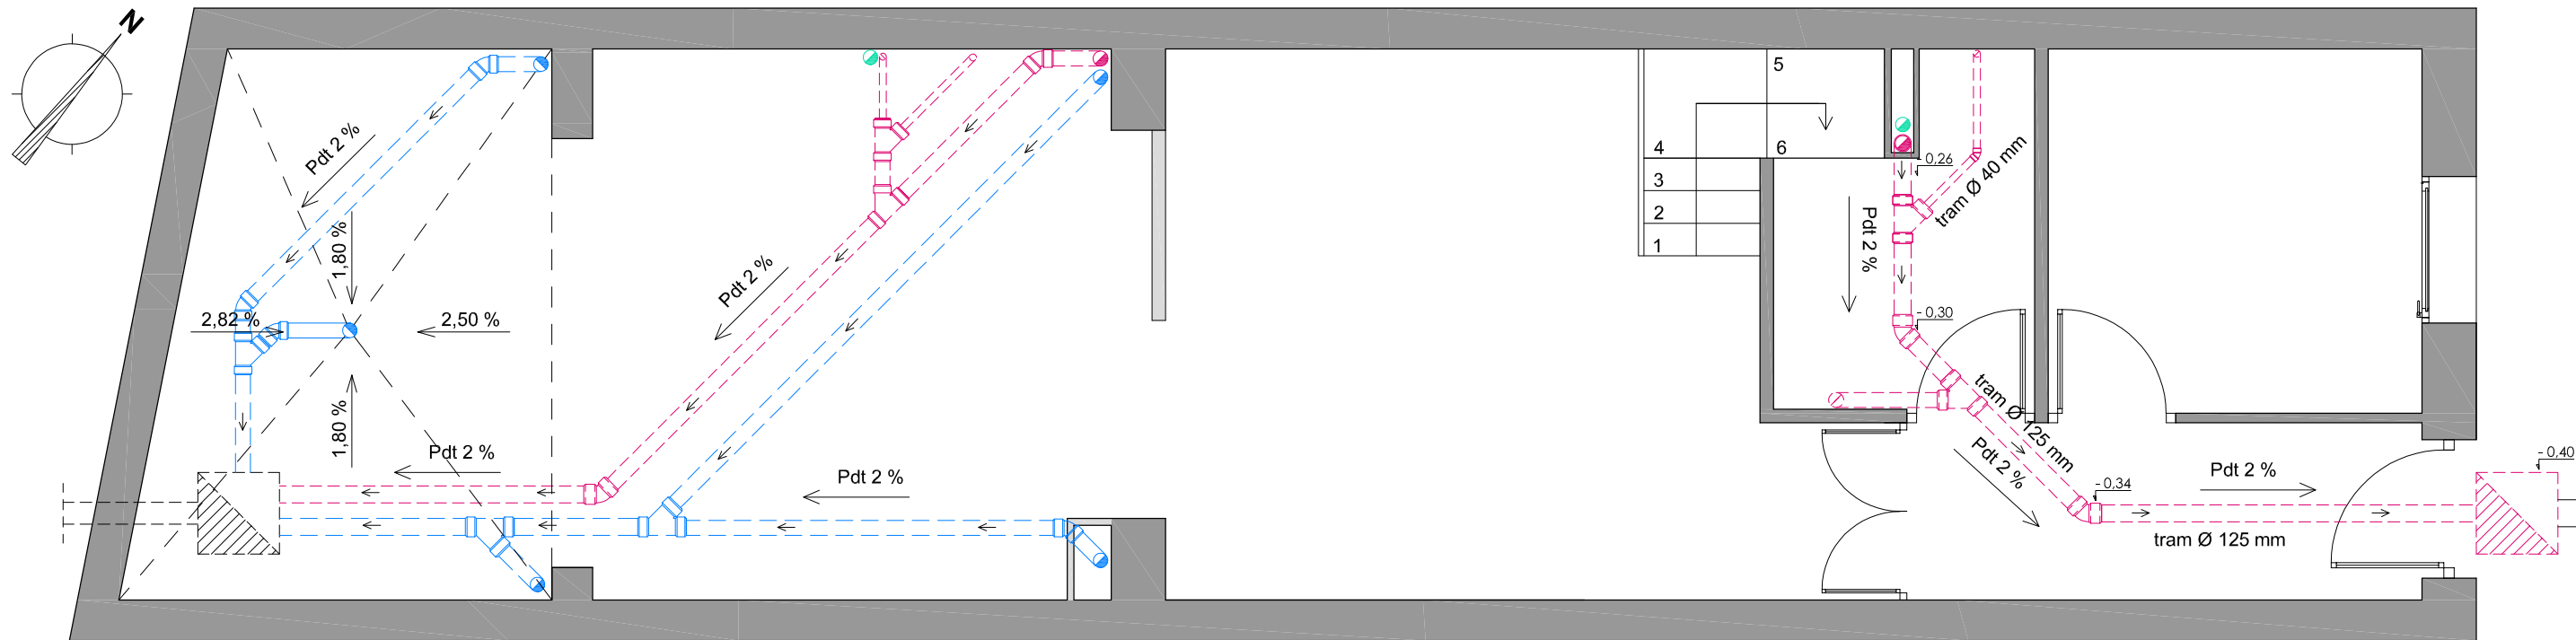 N
Pdt 2 %
1,80 %
2,82 %
2,50 %
1,80 %
Pdt 2 %
Pdt 2 %
Pdt 2 %
5
4
6
3
2
1
Pdt 2 %
- 0,26
tram Ø 40 mm
- 0,30
tram Ø 125 mm
Pdt 2 %
- 0,34
Pdt 2 %
tram Ø 125 mm
- 0,40